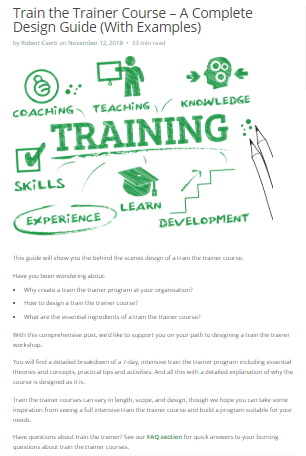 Train the Trainer Course – A Complete
Design Guide (With Examples)
by Robert Cserti on November 12, 2018 • 33 min read
COACHING
TEACHING
KNOWLEDGE
TRAINING
SKILLS
LEARN
EXPERIENCE
DEVELOPMENT
This guide will show you the behind the scenes design of a train the trainer course.
Have you been wondering about:
• Why create a train the trainer program at your organisation?
• How to design a train the trainer course?
• What are the essential ingredients of a train the trainer course?
With this comprehensive post, we'd like to support you on your path to designing a train the trainer
workshop.
You will find a detailed breakdown of a 7-day, intensive train the trainer program including essential
theories and concepts, practical tips and activities. And all this with a detailed explanation of why the
course is designed as it is.
Train the trainer courses can vary in length, scope, and design, though we hope you can take some
inspiration from seeing a full intensive train the trainer course and build a program suitable for your
needs.
Have questions about train the trainer? See our FAQ section for quick answers to your burning
questions about train the trainer courses.